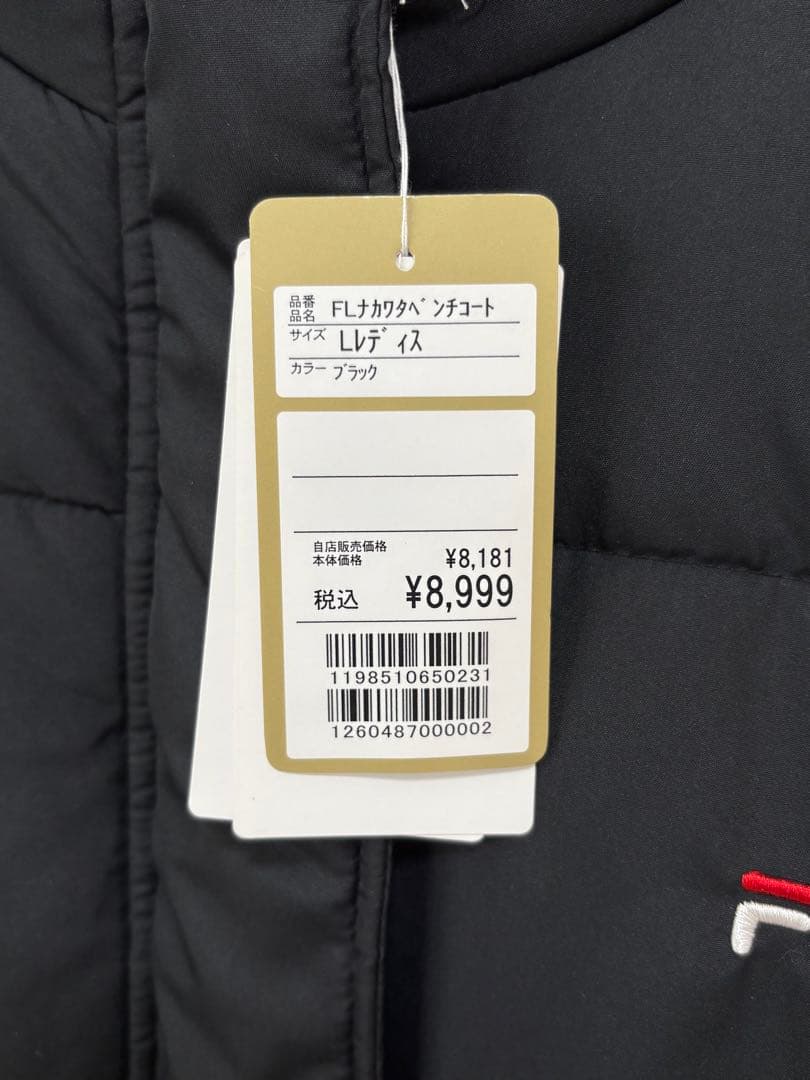 品番
品名 FLﾅｶﾜﾀﾍﾞﾝﾁｺｰﾄ
サイズ Lﾚﾃﾞｨｽ
カラー ﾌﾞﾗｯｸ
自店販売価格
本体価格 ¥8,181
税込 ¥8,999
1198510650231
1260487000002